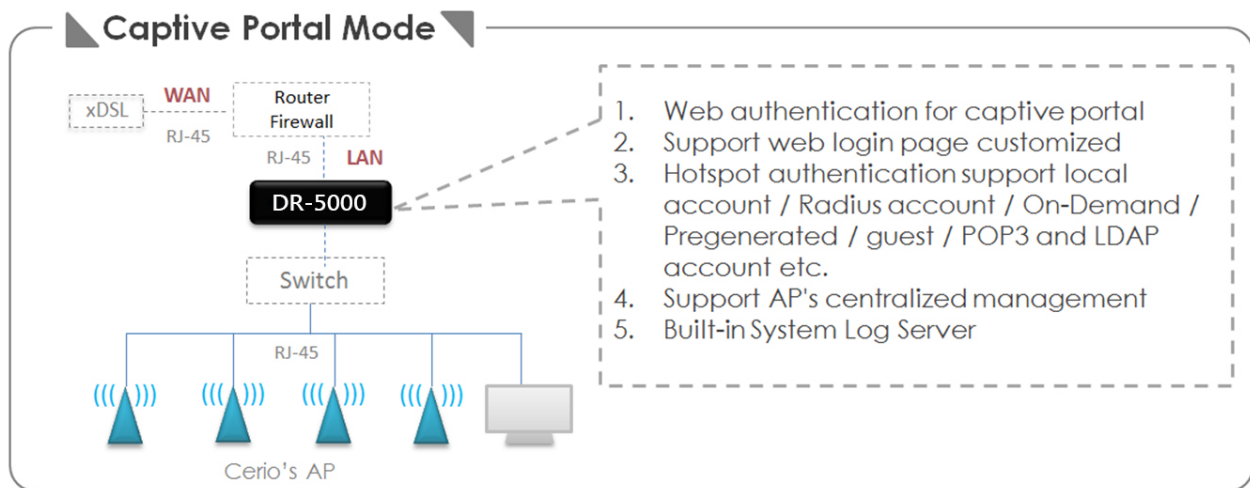 Captive Portal Mode
xDSL
WAN
RJ-45
Router
Firewall
RJ-45
LAN
DR-5000
Switch
RJ-45
Cerio's AP
1. Web authentication for captive portal
2. Support web login page customized
3. Hotspot authentication support local
account / Radius account / On-Demand /
Pregenerated / guest / POP3 and LDAP
account etc.
4. Support AP's centralized management
5. Built-in System Log Server